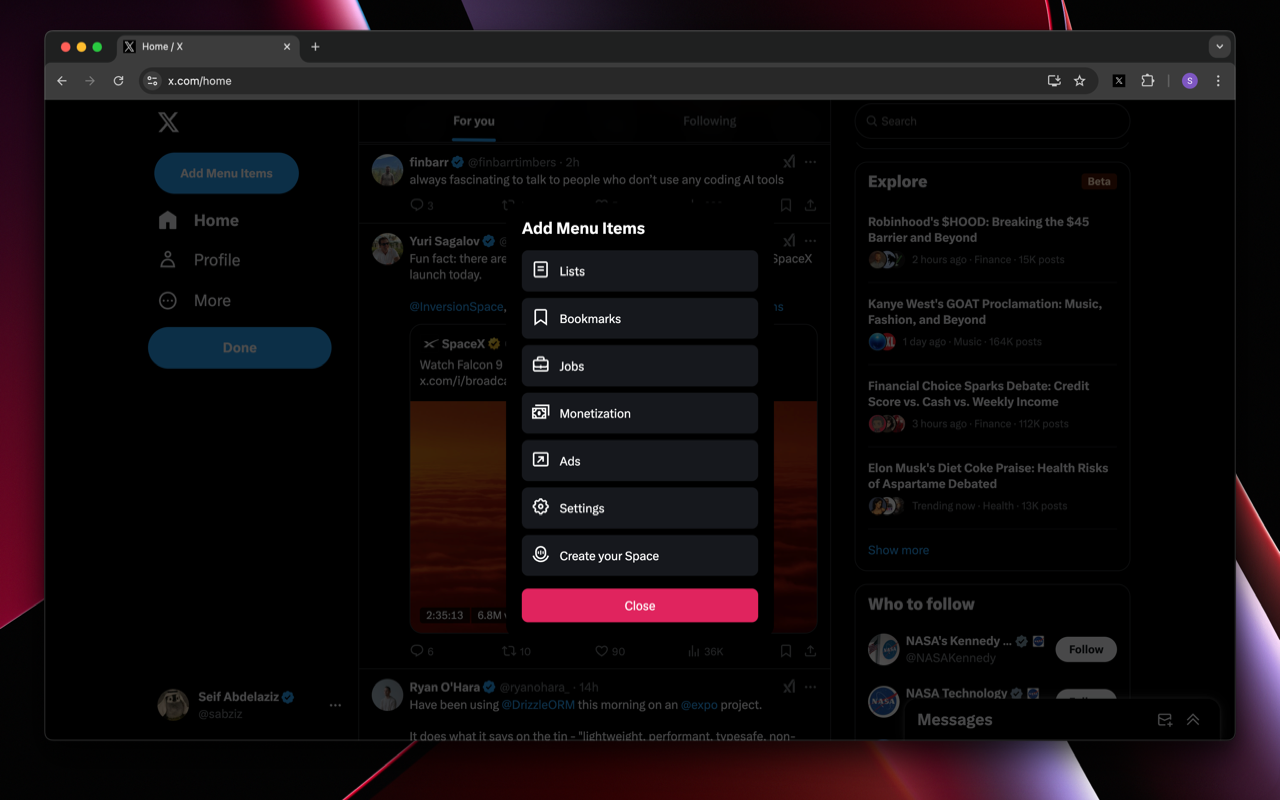 Home / X
x.com/home
S
Add Menu Items
Home
Profile
More
Done
Seif Abdelaziz
@sabziz
For you
Following
finbarr @finbarrtimbers · 2h
always fascinating to talk to people who don't use any coding AI tools
3
Yuri Sagalov
Fun fact: there are
SpaceX
launch today.
@InversionSpace,
SpaceX
Watch Falcon 9
x.com/i/broadca
2:35:13
6.8M
6
10
90
36K
Ryan O'Hara @ryanohara_ · 14h
Have been using @DrizzleORM this morning on an @expo project.
It does what it says on the tin - "lightweight, performant, typesafe, non-
Add Menu Items
Lists
Bookmarks
Jobs
Monetization
Ads
Settings
Create your Space
Close
Search
Explore
Beta
Robinhood's $HOOD: Breaking the $45
Barrier and Beyond
2 hours ago · Finance · 15K posts
Kanye West's GOAT Proclamation: Music,
Fashion, and Beyond
1 day ago · Music · 164K posts
Financial Choice Sparks Debate: Credit
Score vs. Cash vs. Weekly Income
3 hours ago · Finance · 112K posts
Elon Musk's Diet Coke Praise: Health Risks
of Aspartame Debated
Trending now · Health · 13K posts
Show more
Who to follow
NASA's Kennedy ...
@NASAKennedy
Follow
NASA Technology
Messages